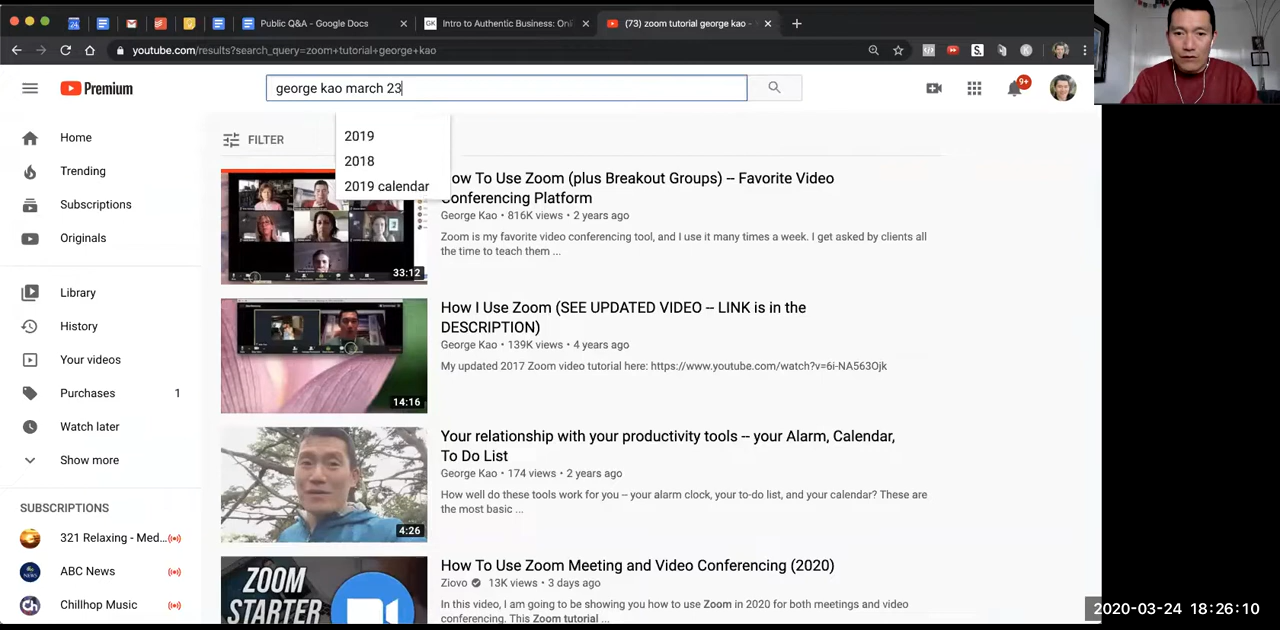 Public Q&A - Google Docs
Intro to Authentic Business: Onl
(73) zoom tutorial george kao -
youtube.com/results?search_query=zoom+tutorial+george+kao
Premium
george kao march 23
9+
Home
Trending
Subscriptions
Originals
Library
History
Your videos
Purchases 1
Watch later
Show more
SUBSCRIPTIONS
321 Relaxing - Med...
ABC News
Chillhop Music
FILTER
2019
2018
2019 calendar
33:12
ow To Use Zoom (plus Breakout Groups) -- Favorite Video
Conferencing Platform
George Kao • 816K views • 2 years ago
Zoom is my favorite video conferencing tool, and I use it many times a week. I get asked by clients all
the time to teach them ...
14:16
How I Use Zoom (SEE UPDATED VIDEO -- LINK is in the
DESCRIPTION)
George Kao • 139K views • 4 years ago
My updated 2017 Zoom video tutorial here: https://www.youtube.com/watch?v=6i-NA563Ojk
4:26
Your relationship with your productivity tools -- your Alarm, Calendar,
To Do List
George Kao • 174 views • 2 years ago
How well do these tools work for you -- your alarm clock, your to-do list, and your calendar? These are
the most basic ...
ZOOM
STARTER
How To Use Zoom Meeting and Video Conferencing (2020)
Ziovo 13K views • 3 days ago
In this video, I am going to be showing you how to use Zoom in 2020 for both meetings and video
conferencing. This Zoom tutorial ...
2020-03-24 18:26:10